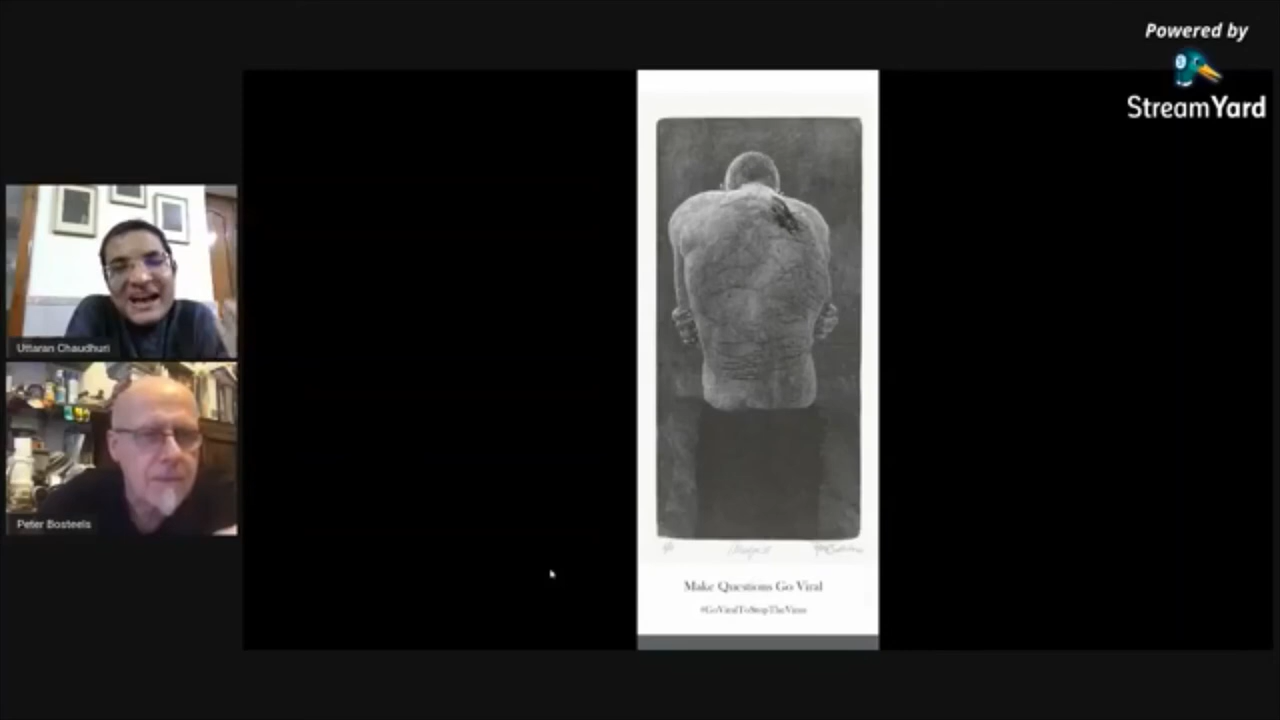 Powered by
StreamYard
Uttaran Chaudhuri
Peter Bosteels
Make Questions Go Viral
#GoViralToStopTheVirus